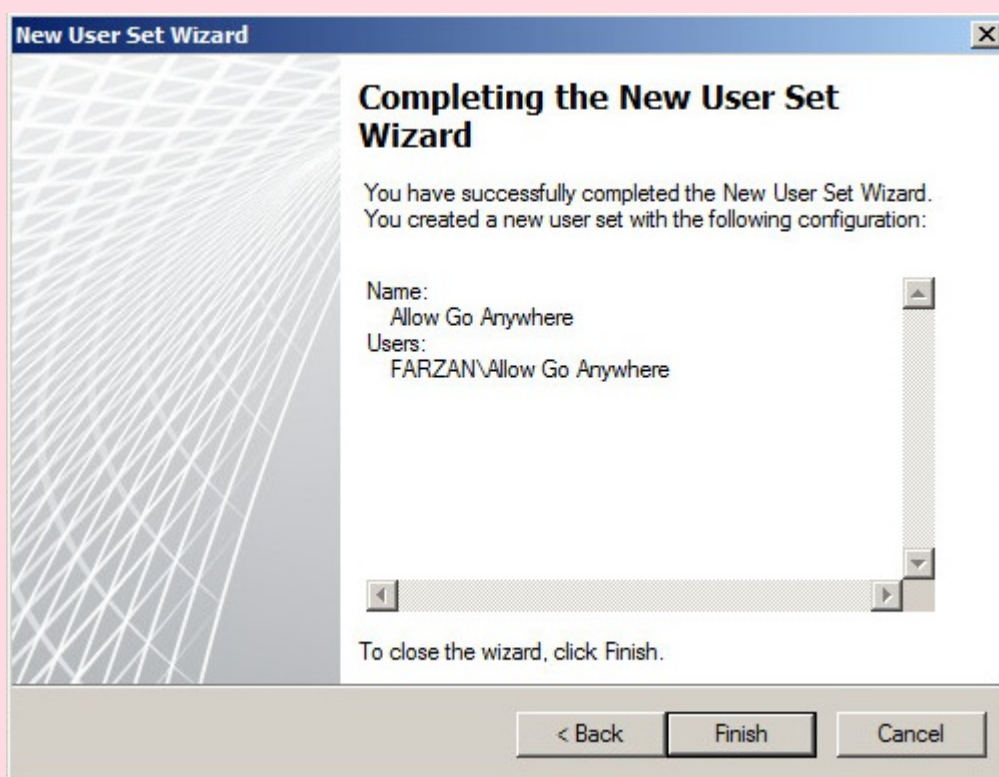 New User Set Wizard
Completing the New User Set
Wizard
You have successfully completed the New User Set Wizard.
You created a new user set with the following configuration:
Name:
Allow Go Anywhere
Users:
FARZAN\Allow Go Anywhere
To close the wizard, click Finish.
< Back
Finish
Cancel